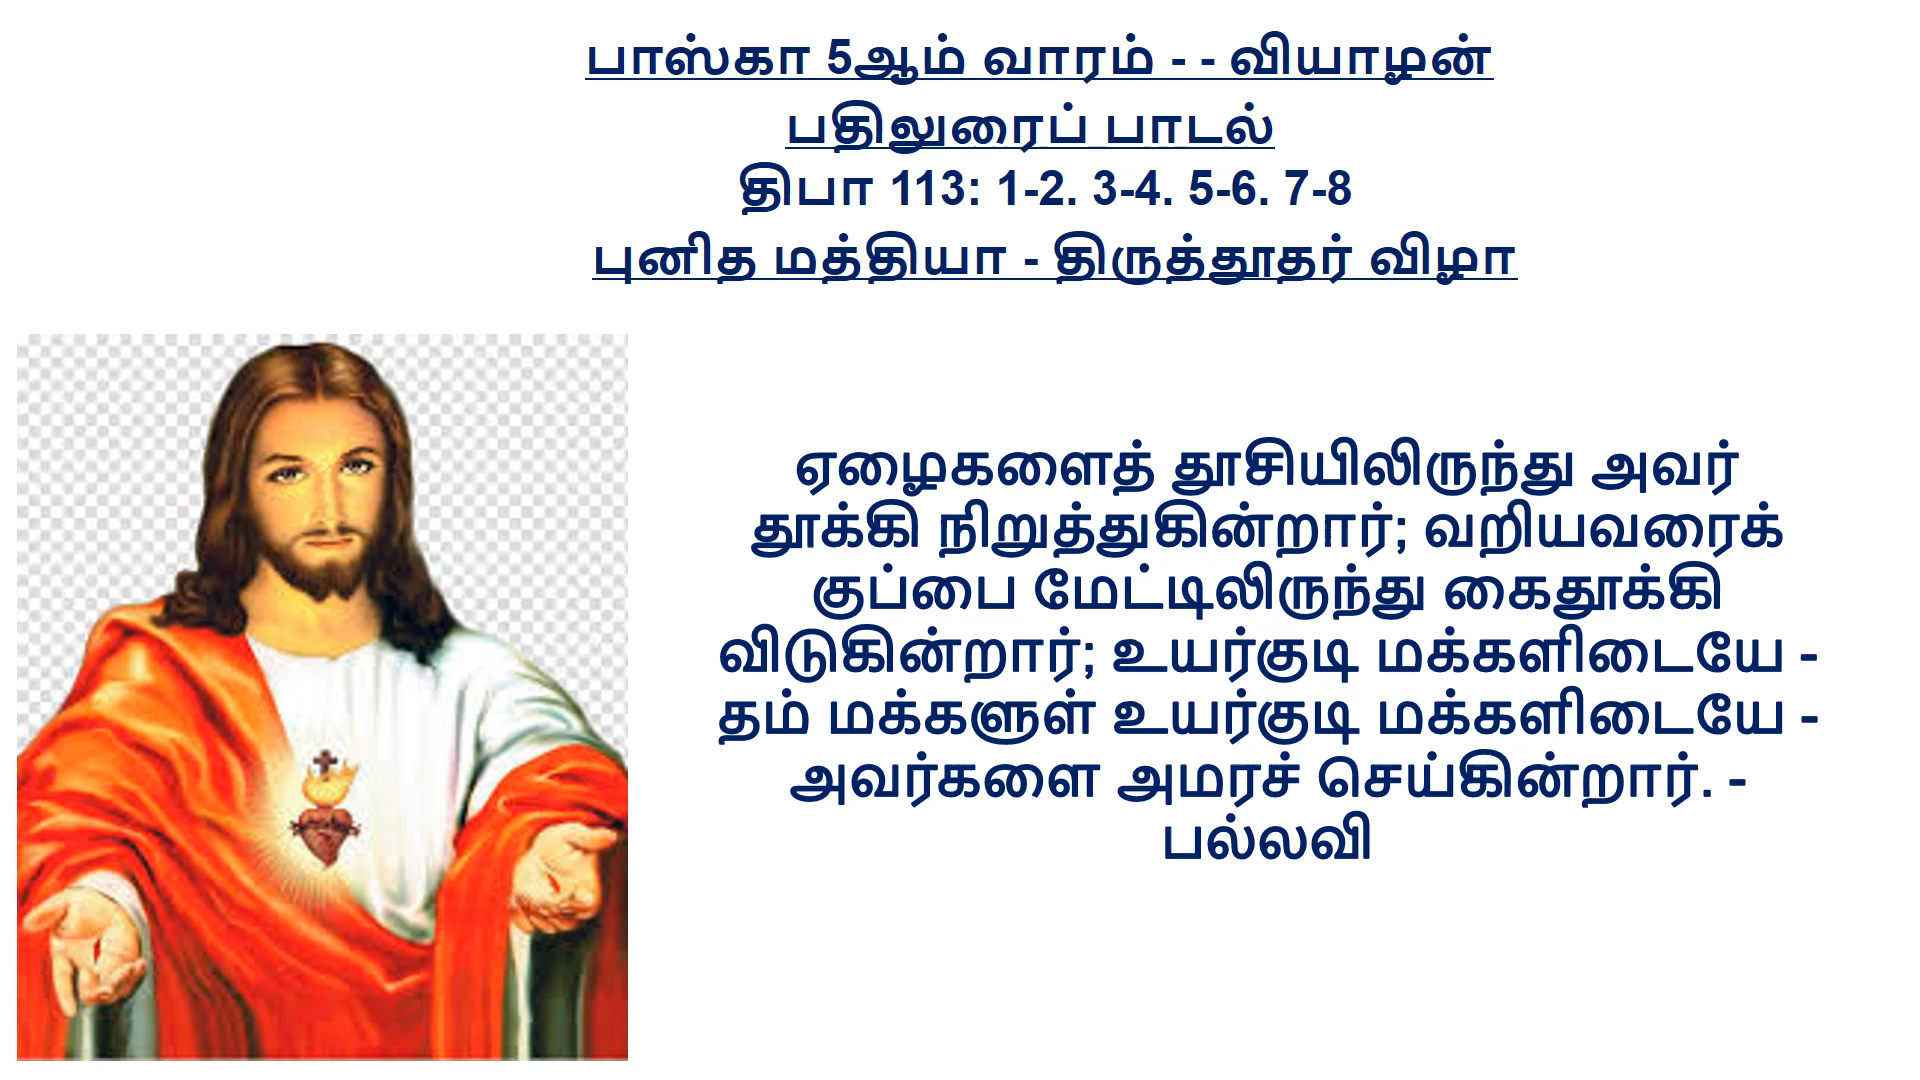 பாஸ்கா 5ஆம் வாரம் - - வியாழன்
பதிலுரைப் பாடல்
திபா 113: 1-2. 3-4. 5-6. 7-8
புனித மத்தியா - திருத்தூதர் விழா
ஏழைகளைத் தூசியிலிருந்து அவர்
தூக்கி நிறுத்துகின்றார்; வறியவரைக்
குப்பை மேட்டிலிருந்து கைதூக்கி
விடுகின்றார்; உயர்குடி மக்களிடையே -
தம் மக்களுள் உயர்குடி மக்களிடையே -
அவர்களை அமரச் செய்கின்றார். -
பல்லவி